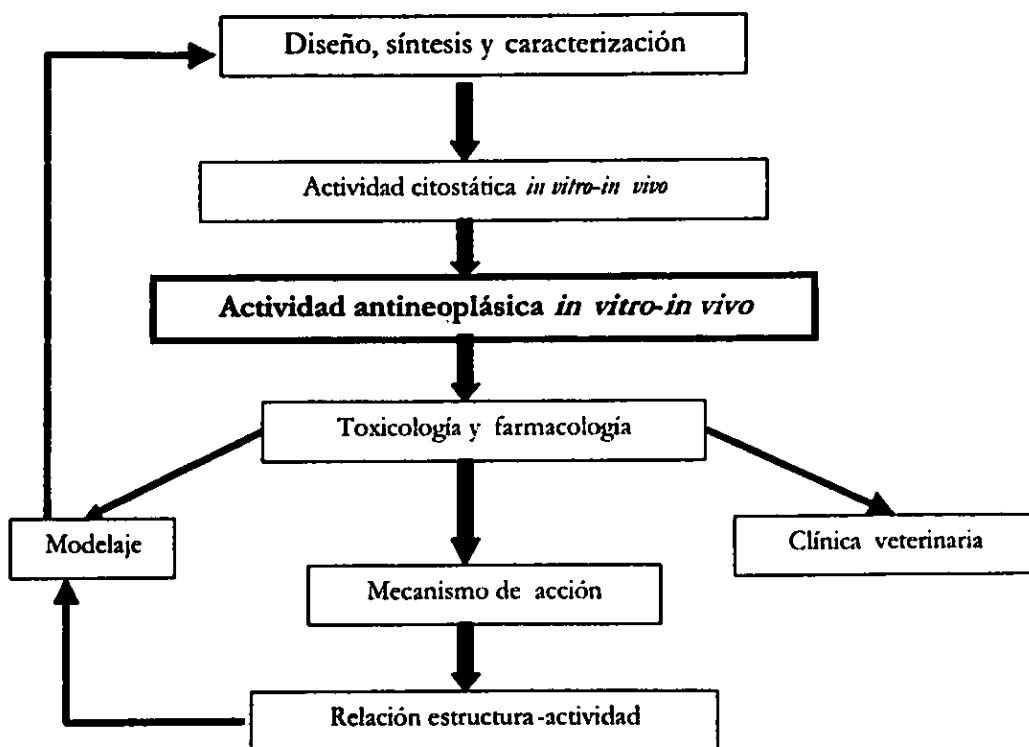 Diseño, síntesis y caracterización
Actividad citostática in vitro-in vivo
Actividad antineoplásica in vitro-in vivo
Toxicología y farmacología
Modelaje
Clínica veterinaria
Mecanismo de acción
Relación estructura-actividad